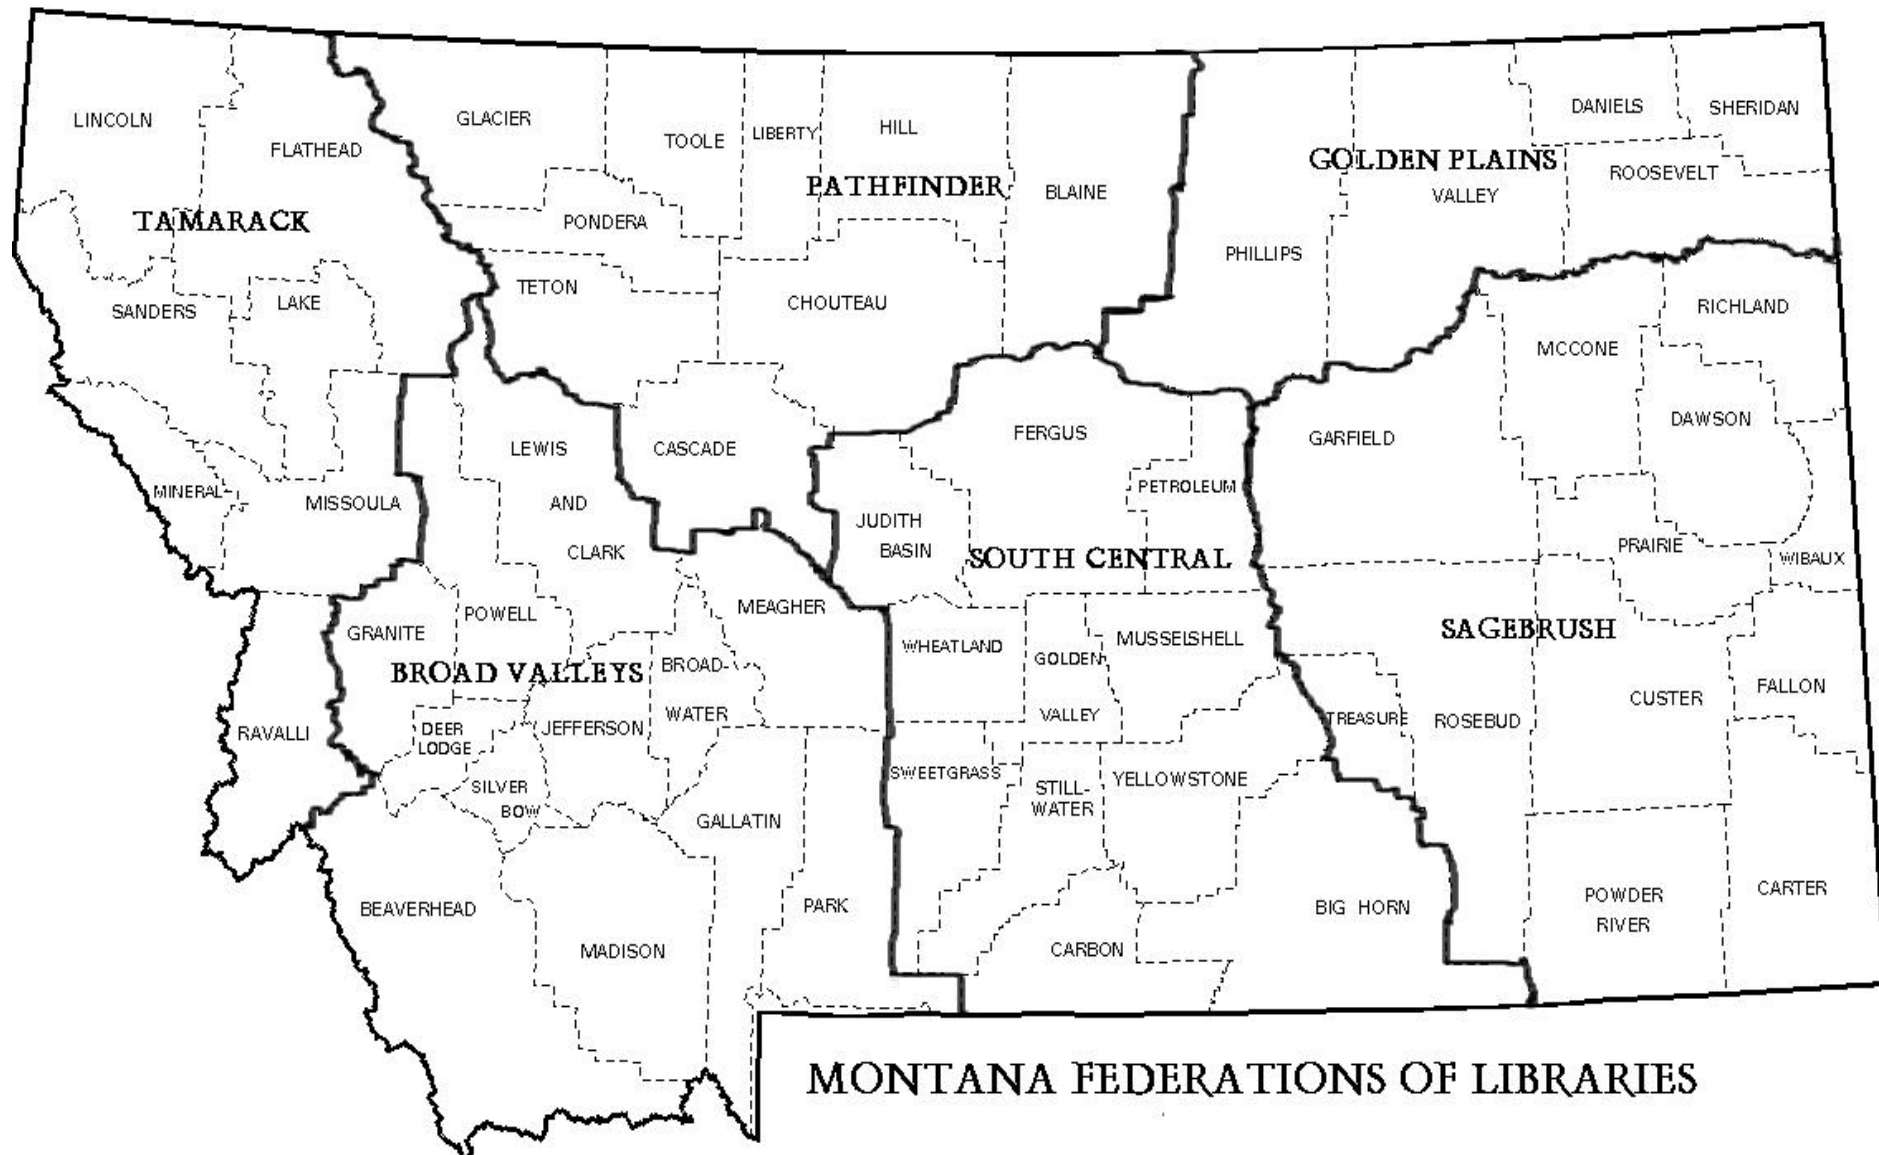 LINCOLN
FLATHEAD
TAMARACK
SANDERS
LAKE
MINERAL
MISSOULA
RAVALLI
GLACIER
TOOLE
LIBERTY
HILL
BLAINE
PATHFINDER
PONDERA
TETON
CHOUTEAU
CASCADE
DANIELS
SHERIDAN
GOLDEN PLAINS
ROOSEVELT
VALLEY
PHILLIPS
LEWIS
AND
CLARK
POWELL
GRANITE
MEAGHER
BROAD VALLEYS
BROAD-
WATER
DEER
LODGE
JEFFERSON
SILVER
BOW
GALLATIN
BEAVERHEAD
MADISON
PARK
FERGUS
PETROLEUM
JUDITH
BASIN
SOUTH CENTRAL
WHEATLAND
GOLDEN
VALLEY
MUSSELSHELL
SWEETGRASS
STILL-
WATER
YELLOWSTONE
CARBON
BIG HORN
RICHLAND
MCCONE
DAWSON
GARFIELD
PRAIRIE
WIBAUX
SAGEBRUSH
TREASURE
ROSEBUD
CUSTER
FALLON
POWDER
RIVER
CARTER
MONTANA FEDERATIONS OF LIBRARIES